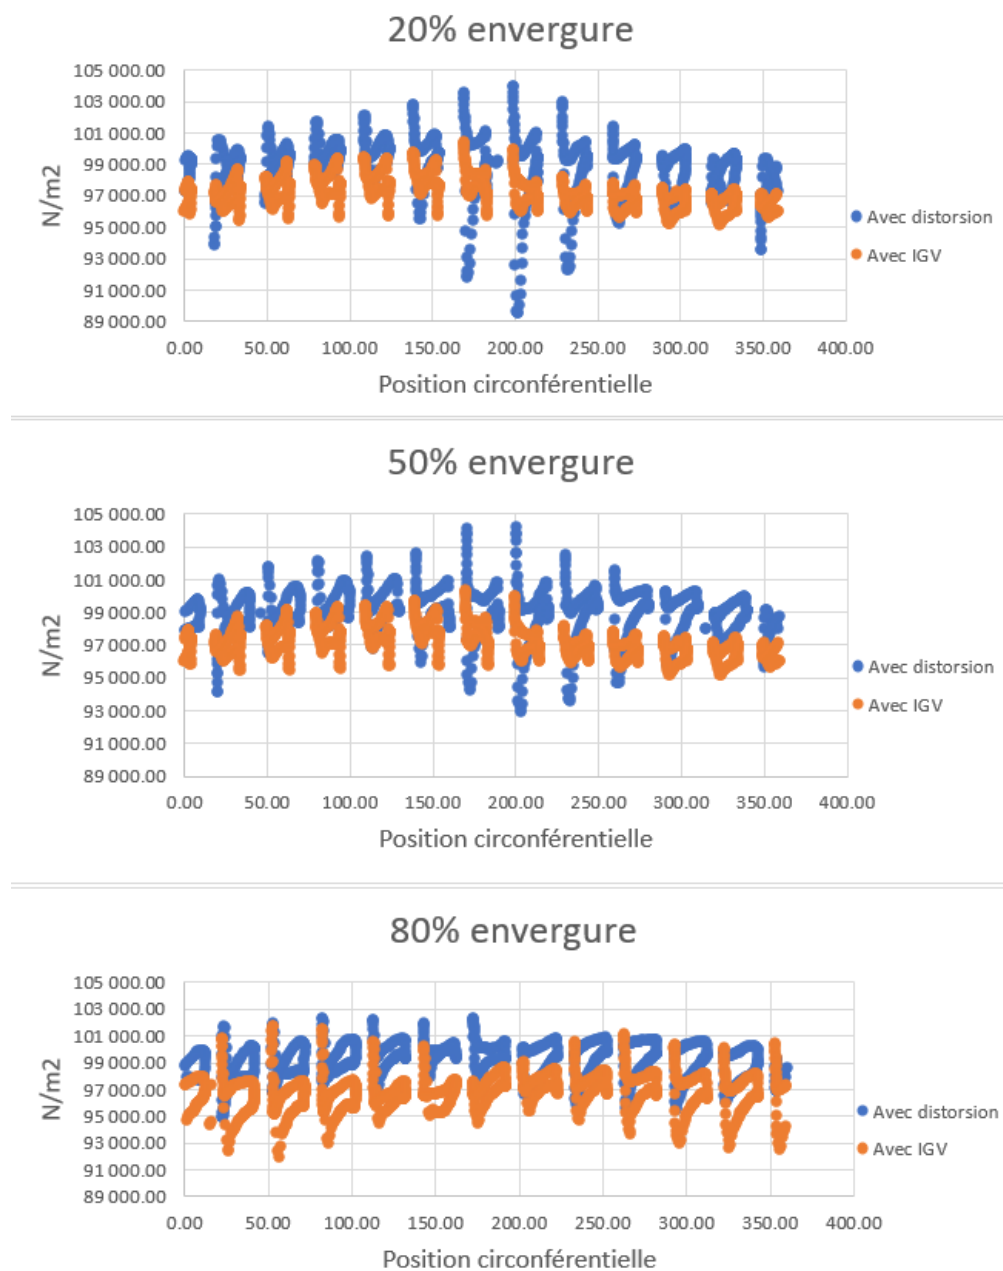 20% envergure
105 000.00
103 000.00
101 000.00
99 000.00
97 000.00
95 000.00
93 000.00
91 000.00
89 000.00
N/m2
0.00 50.00 100.00 150.00 200.00 250.00 300.00 350.00 400.00
Position circonférentielle
Avec distorsion
Avec IGV
50% envergure
105 000.00
103 000.00
101 000.00
99 000.00
97 000.00
95 000.00
93 000.00
91 000.00
89 000.00
N/m2
0.00 50.00 100.00 150.00 200.00 250.00 300.00 350.00 400.00
Position circonférentielle
Avec distorsion
Avec IGV
80% envergure
105 000.00
103 000.00
101 000.00
99 000.00
97 000.00
95 000.00
93 000.00
91 000.00
89 000.00
N/m2
0.00 50.00 100.00 150.00 200.00 250.00 300.00 350.00 400.00
Position circonférentielle
Avec distorsion
Avec IGV